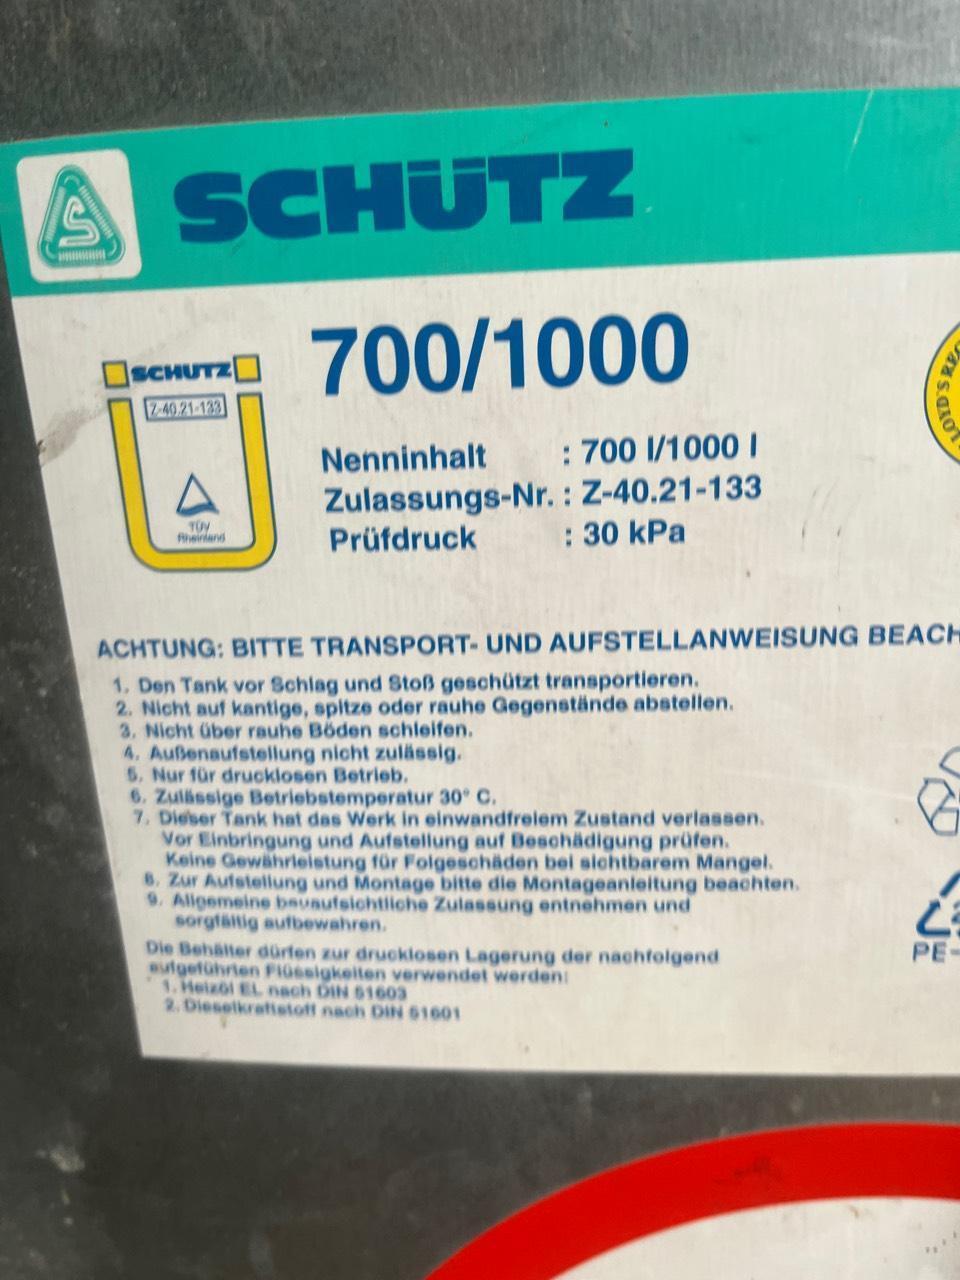 SCHÜTZ
SCHÜTZ
Z-40.21-133
TÜV
Rheinland
700/1000
Nenninhalt : 700 l/1000 l
Zulassungs-Nr. : Z-40.21-133
Prüfdruck : 30 kPa
LOYD'S REG
ACHTUNG: BITTE TRANSPORT- UND AUFSTELLANWEISUNG BEACH
1. Den Tank vor Schlag und Stoß geschützt transportieren.
2. Nicht auf kantige, spitze oder rauhe Gegenstände abstellen.
3. Nicht über rauhe Böden schleifen.
4. Außenaufstellung nicht zulässig.
5. Nur für drucklosen Betrieb.
6. Zulässige Betriebstemperatur 30° C.
7. Dieser Tank hat das Werk in einwandfreiem Zustand verlassen.
Vor Einbringung und Aufstellung auf Beschädigung prüfen.
Keine Gewährleistung für Folgeschäden bei sichtbarem Mangel.
8. Zur Aufstellung und Montage bitte die Montageanleitung beachten.
9. Allgemeine bauaufsichtliche Zulassung entnehmen und
sorgfältig aufbewahren.
Die Behälter dürfen zur drucklosen Lagerung der nachfolgend
aufgeführten Flüssigkeiten verwendet werden:
1. Heizöl EL nach DIN 51603
2. Dieselkraftstoff nach DIN 51601
2
PE-